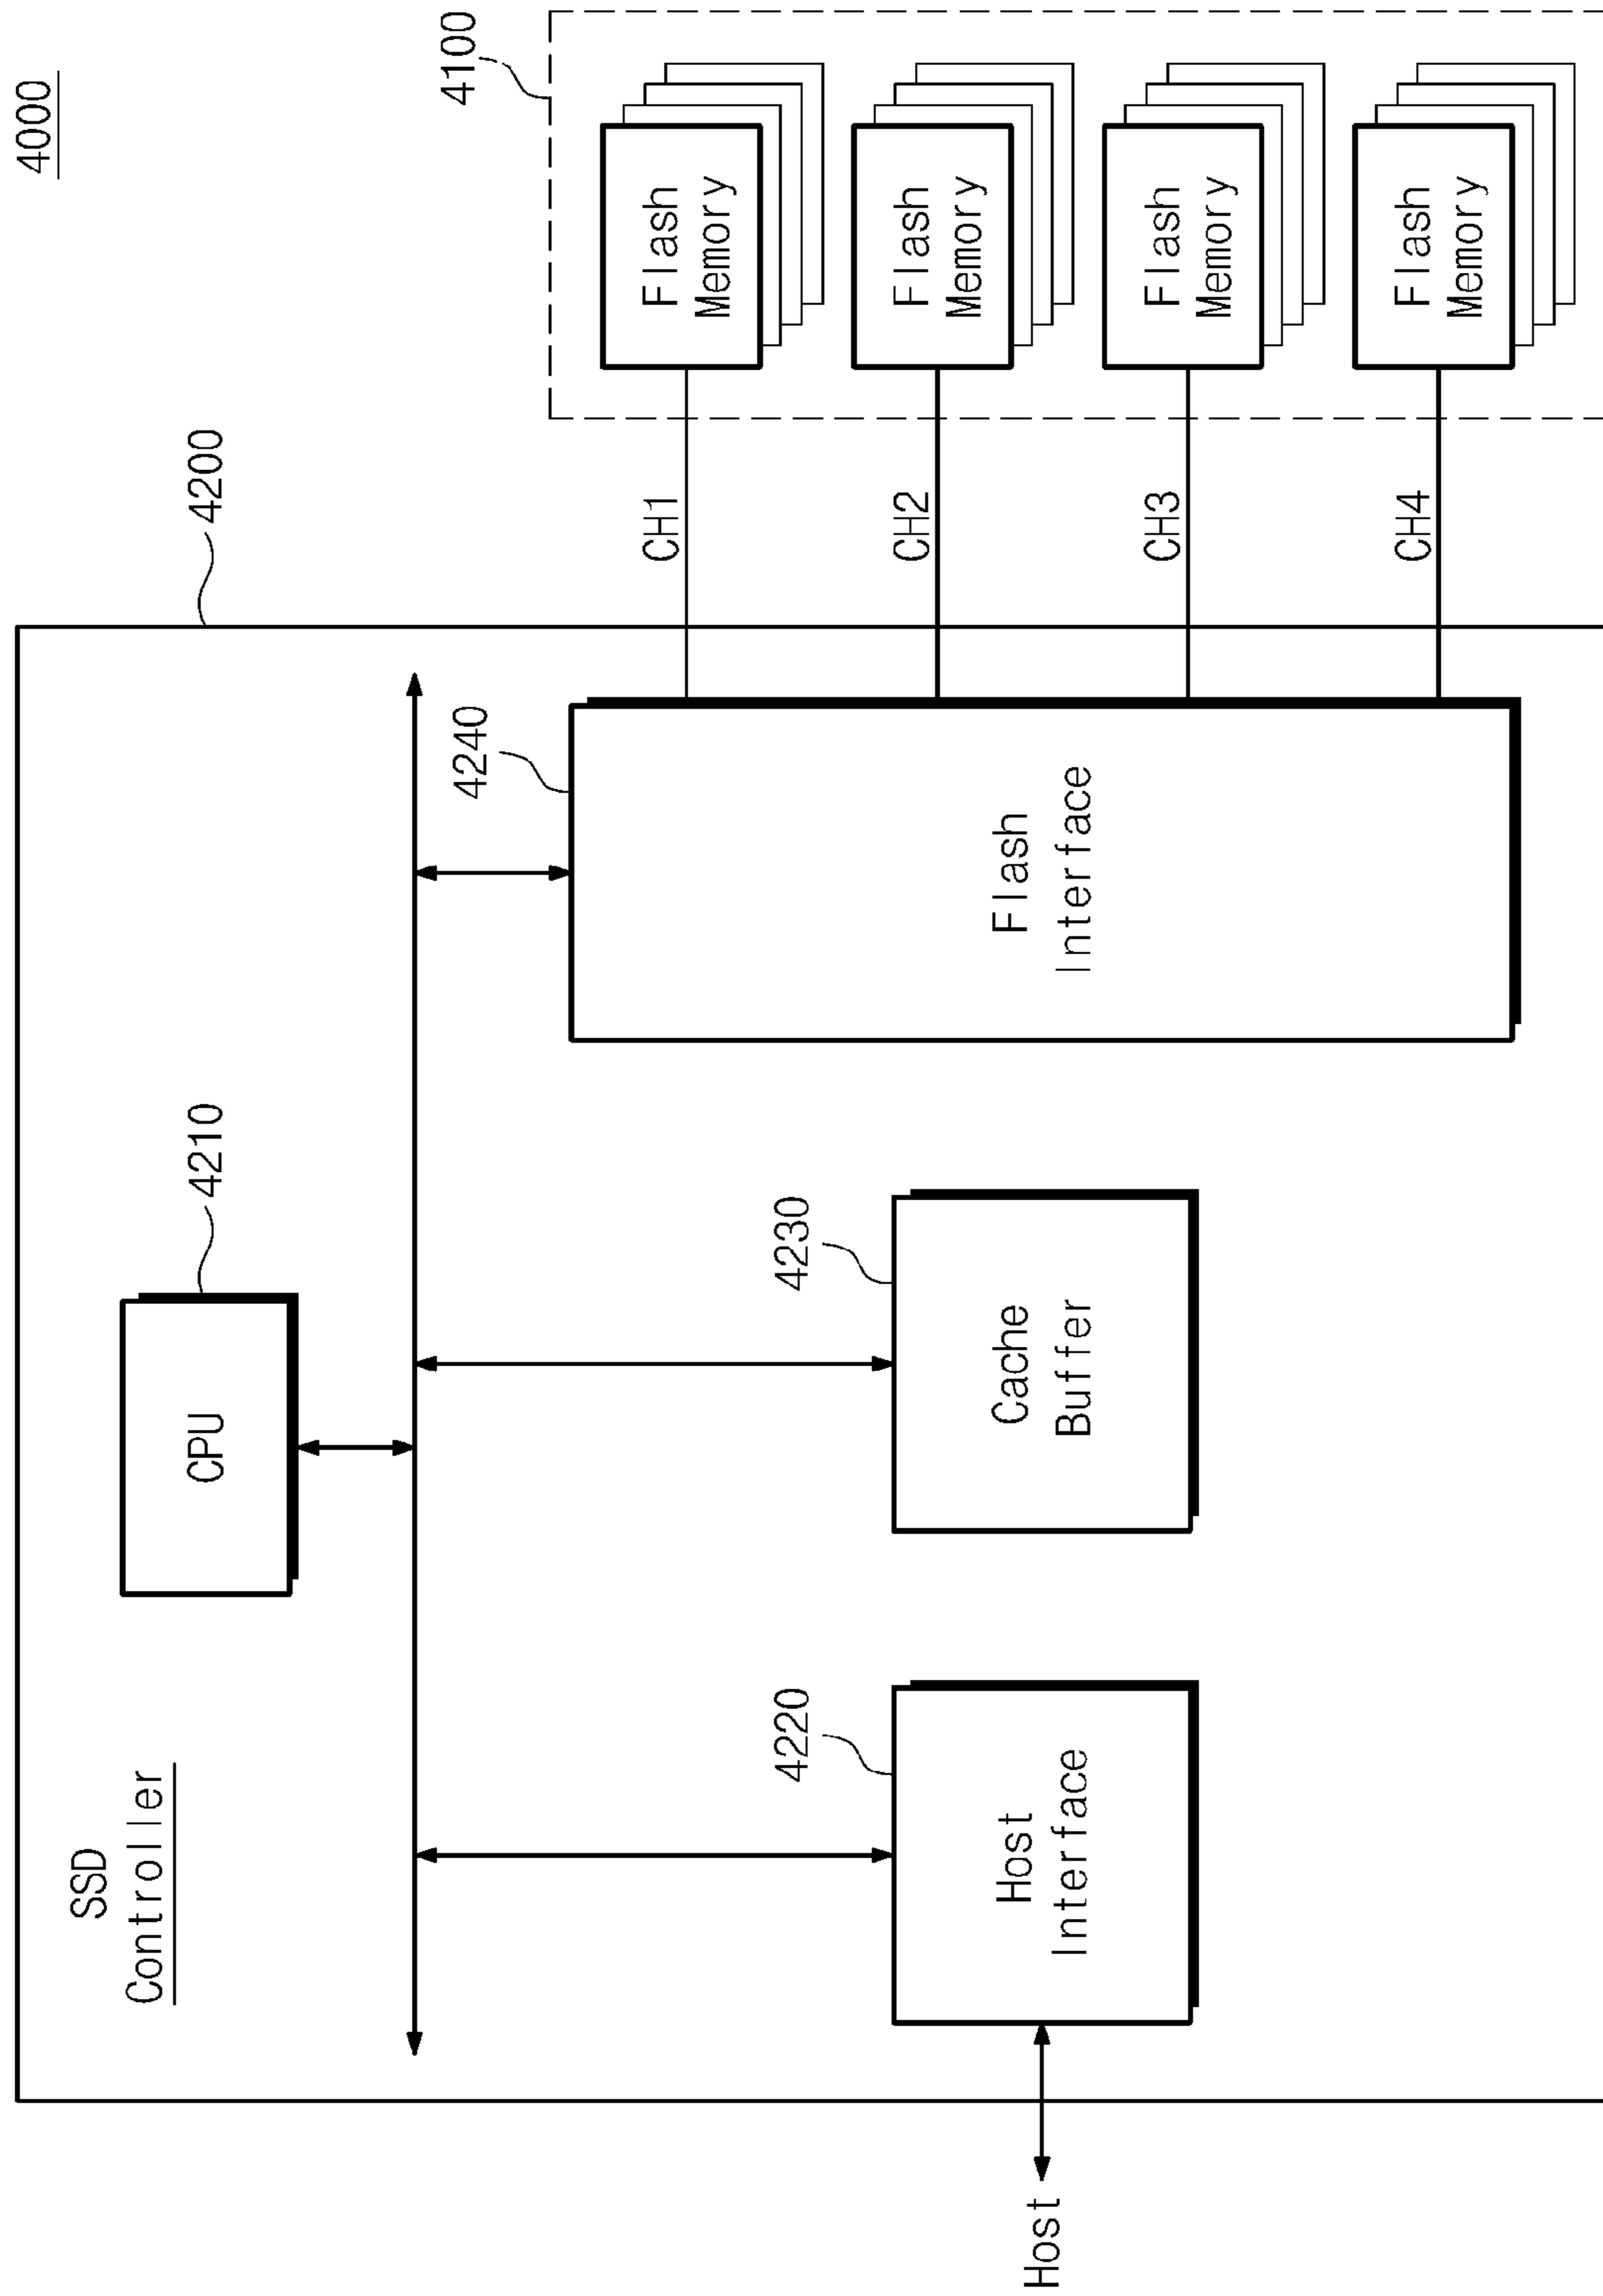 4000
4200
4100
SSD
Controller
CPU
4210
4240
CH1
Flash
Memory
CH2
Flash
Memory
CH3
Flash
Memory
CH4
Flash
Memory
4220
4230
Host
Host
Interface
Cache
Buffer
Flash
Interface